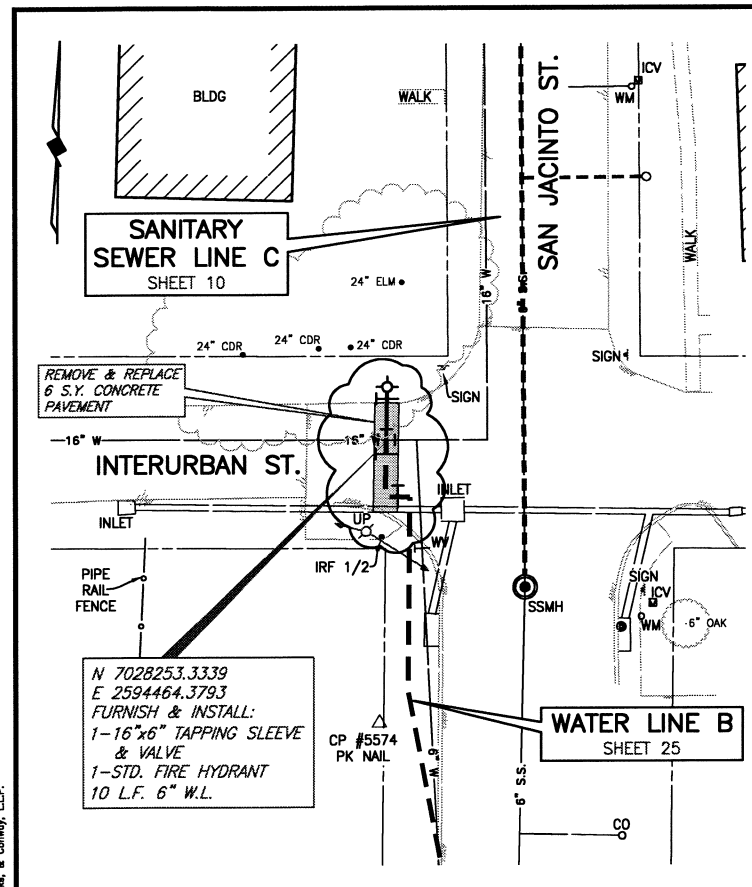 BLDG
WALK
ICV
WM
SAN JACINTO ST.
SANITARY
SEWER LINE C
SHEET 10
16" W
24" ELM
WALK
24" CDR
24" CDR
24" CDR
SIGN
REMOVE & REPLACE
6 S.Y. CONCRETE
PAVEMENT
SIGN
16" W
16" W
INTERURBAN ST.
INLET
INLET
UP
WV
IRF 1/2
PIPE
RAIL
FENCE
SIGN
ICV
SSMH
WM
6" OAK
N 7028253.3339
E 2594464.3793
FURNISH & INSTALL:
1-16"x6" TAPPING SLEEVE
& VALVE
1-STD. FIRE HYDRANT
10 L.F. 6" W.L.
CP #5574
PK NAIL
WATER LINE B
SHEET 25
6" W
6" S.S.
CO
& Conway, L.L.P.